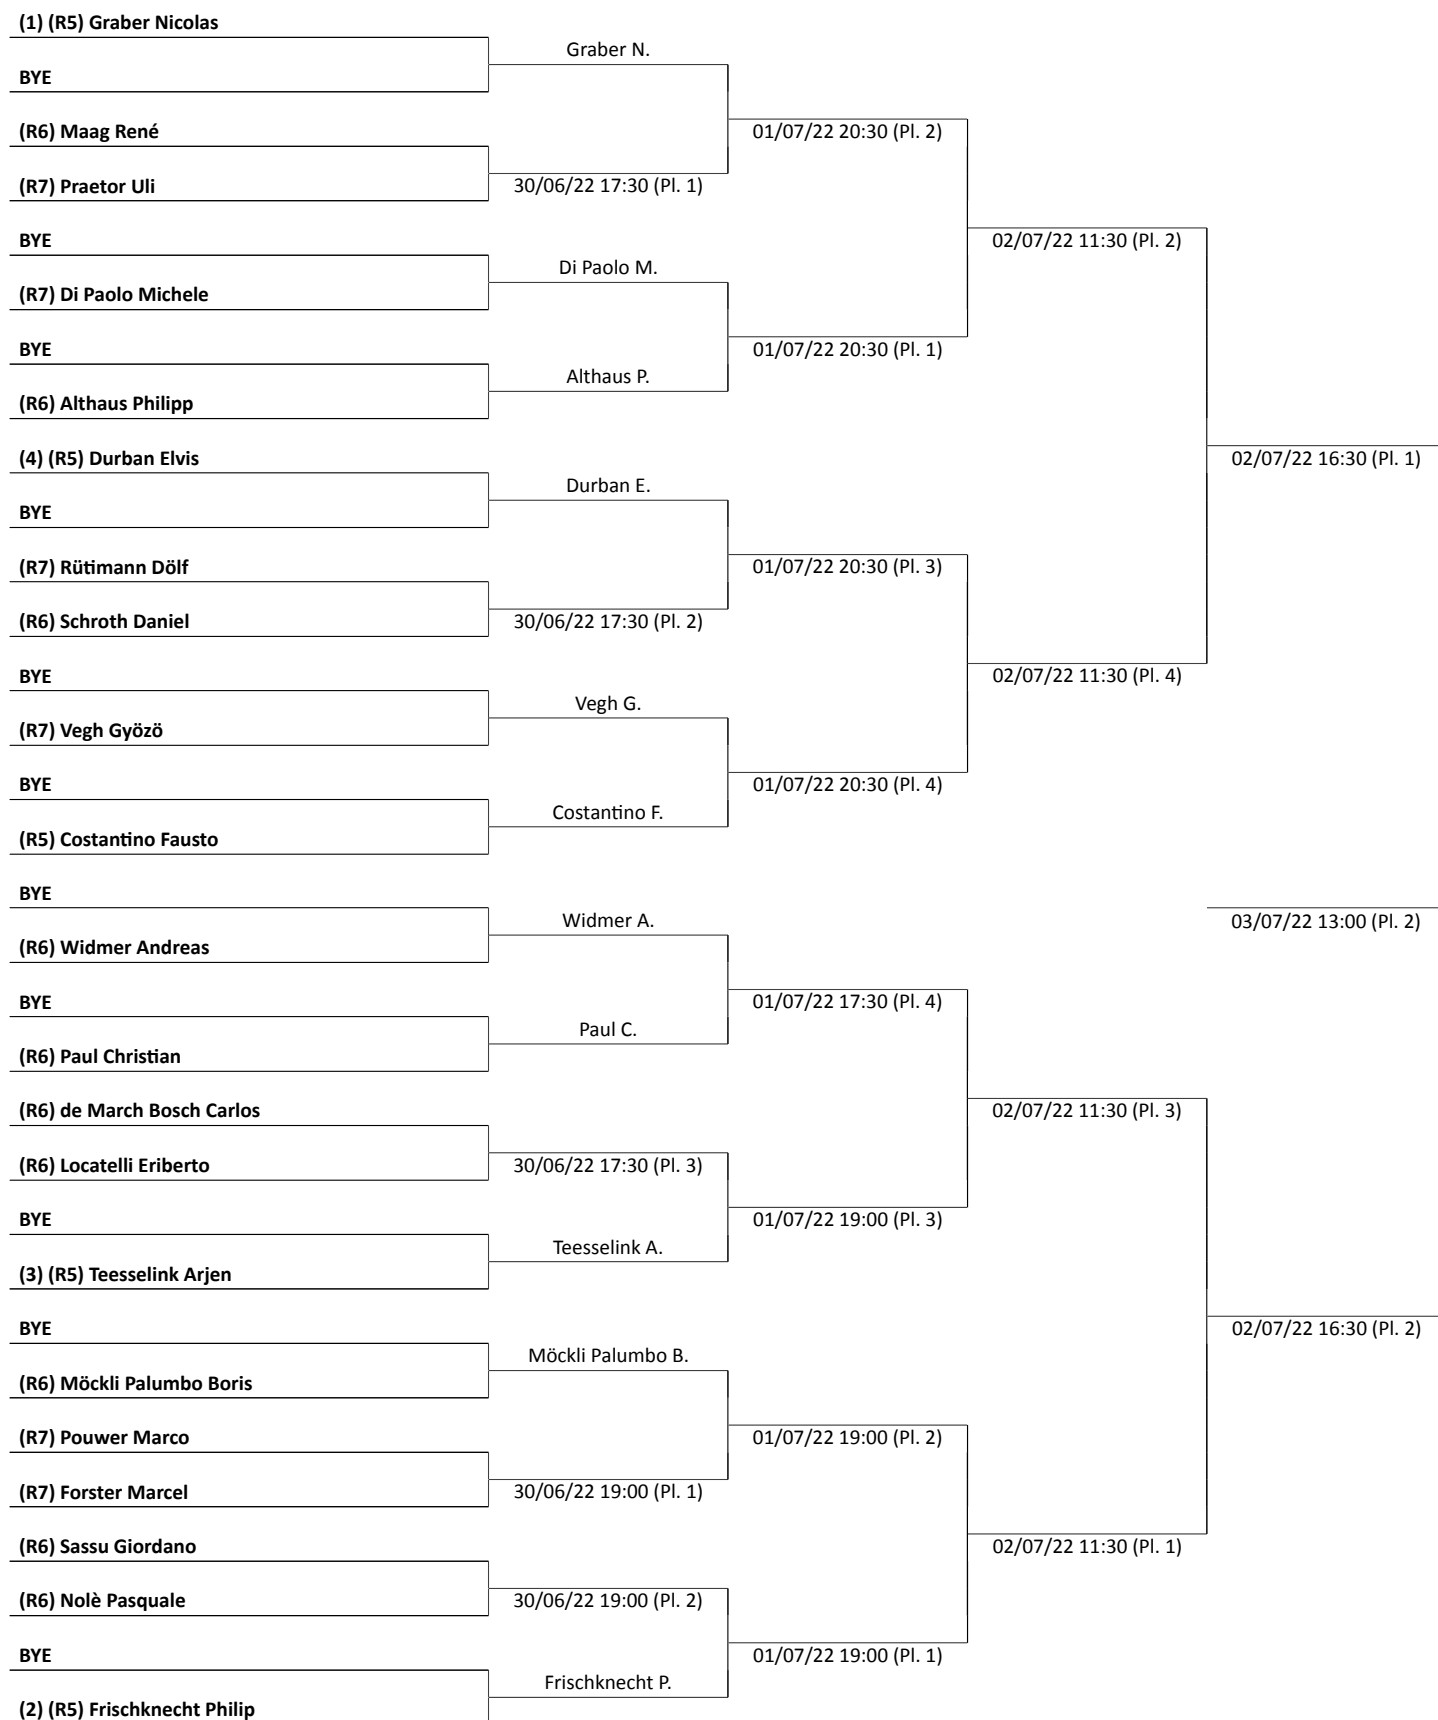 (1) (R5) Graber Nicolas
Graber N.
BYE
(R6) Maag René
01/07/22 20:30 (Pl. 2)
(R7) Praetor Uli
30/06/22 17:30 (Pl. 1)
BYE
02/07/22 11:30 (Pl. 2)
Di Paolo M.
(R7) Di Paolo Michele
BYE
01/07/22 20:30 (Pl. 1)
Althaus P.
(R6) Althaus Philipp
(4) (R5) Durban Elvis
02/07/22 16:30 (Pl. 1)
Durban E.
BYE
(R7) Rütimann Dölf
01/07/22 20:30 (Pl. 3)
(R6) Schroth Daniel
30/06/22 17:30 (Pl. 2)
BYE
02/07/22 11:30 (Pl. 4)
Vegh G.
(R7) Vegh Gyözö
BYE
01/07/22 20:30 (Pl. 4)
Costantino F.
(R5) Costantino Fausto
BYE
Widmer A.
03/07/22 13:00 (Pl. 2)
(R6) Widmer Andreas
BYE
01/07/22 17:30 (Pl. 4)
Paul C.
(R6) Paul Christian
(R6) de March Bosch Carlos
02/07/22 11:30 (Pl. 3)
(R6) Locatelli Eriberto
30/06/22 17:30 (Pl. 3)
BYE
01/07/22 19:00 (Pl. 3)
Teesselink A.
(3) (R5) Teesselink Arjen
BYE
02/07/22 16:30 (Pl. 2)
Möckli Palumbo B.
(R6) Möckli Palumbo Boris
(R7) Pouwer Marco
01/07/22 19:00 (Pl. 2)
(R7) Forster Marcel
30/06/22 19:00 (Pl. 1)
(R6) Sassu Giordano
02/07/22 11:30 (Pl. 1)
(R6) Nolè Pasquale
30/06/22 19:00 (Pl. 2)
BYE
01/07/22 19:00 (Pl. 1)
Frischknecht P.
(2) (R5) Frischknecht Philip